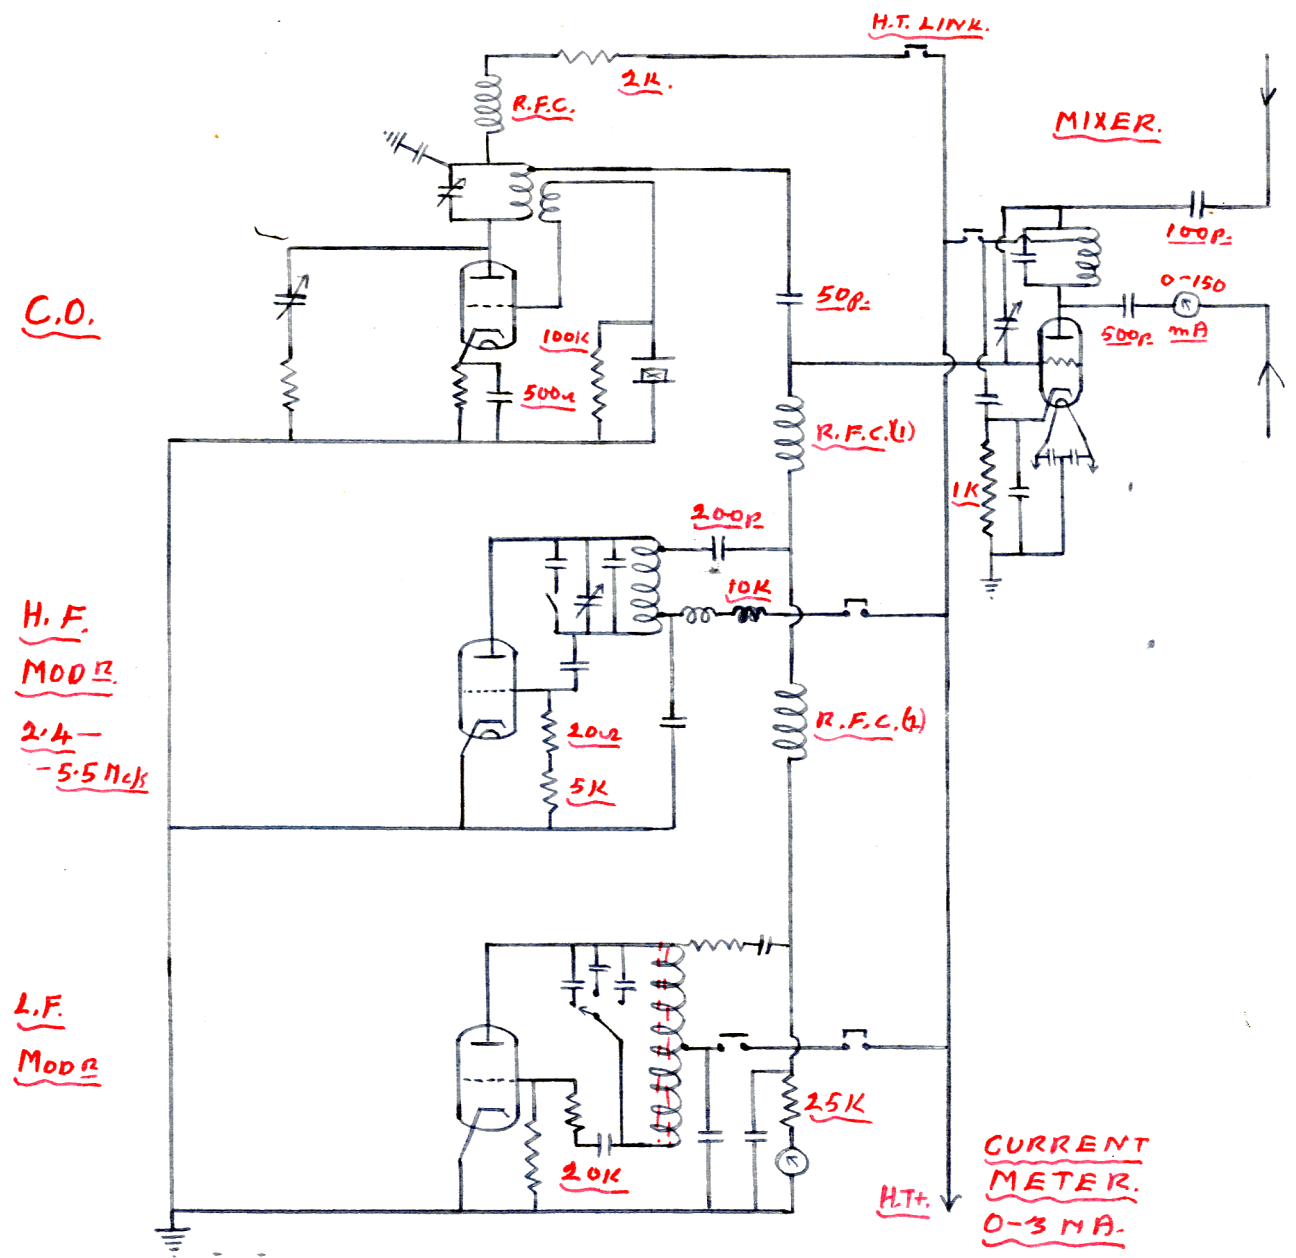 H.T. LINK.
2K.
R.F.C.
MIXER.
100p.
0-150
mA
500p
C.O.
50p.
100K
500Ω
R.F.C.(1)
1K
200p
10K
H.F.
MODR.
2.4-
-5.5 Mc/s
R.F.C.(2)
20Ω
5K
L.F.
MODR
25K
20K
H.T+.
CURRENT
METER.
0-3 MA.